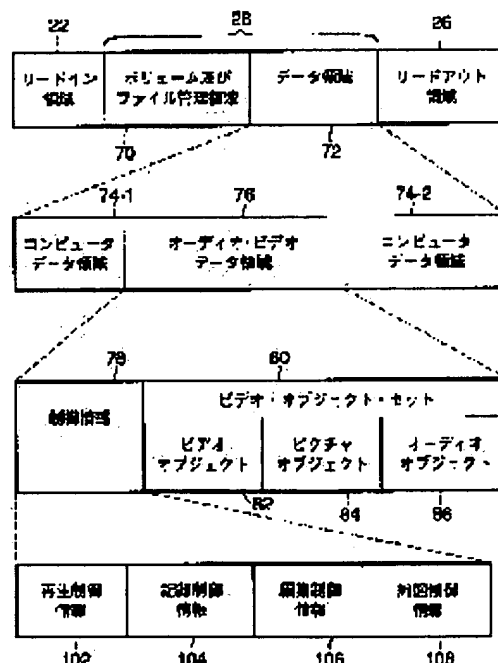 22
28
26
リードイン
領域
ボリューム及び
ファイル管理領域
データ領域
リードアウト
領域
70
72
74-1
76
74-2
コンピュータ
データ領域
オーディオ・ビデオ
データ領域
コンピュータ
データ領域
78
80
制御情報
ビデオ・オブジェクト・セット
ビデオ
オブジェクト
ピクチャ
オブジェクト
オーディオ
オブジェクト
82
84
86
再生制御
情報
記録制御
情報
制御
情報
制御
情報
102
104
106
108